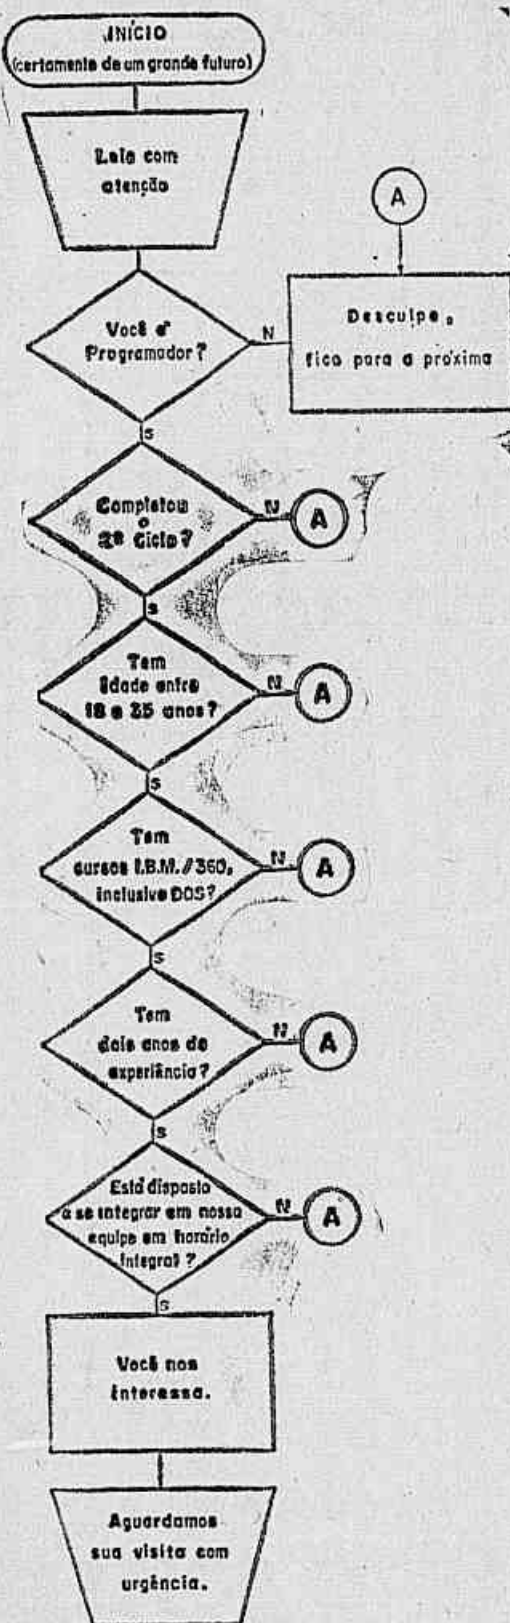 INÍCIO
(certamente de um grande futuro)
Leia com
atenção
A
Você é
Programador?
N
Desculpe,
fica para a próxima
S
Completou
o
2º Ciclo?
N
A
S
Tem
Idade entre
18 e 35 anos?
N
A
S
Tem
cursos I.B.M./360,
inclusive DOS?
N
A
S
Tem
dois anos de
experiência?
N
A
S
Está disposto
a se integrar em nossa
equipe em horário
integral?
N
A
S
Você nos
interessa.
Aguardamos
sua visita com
urgência.